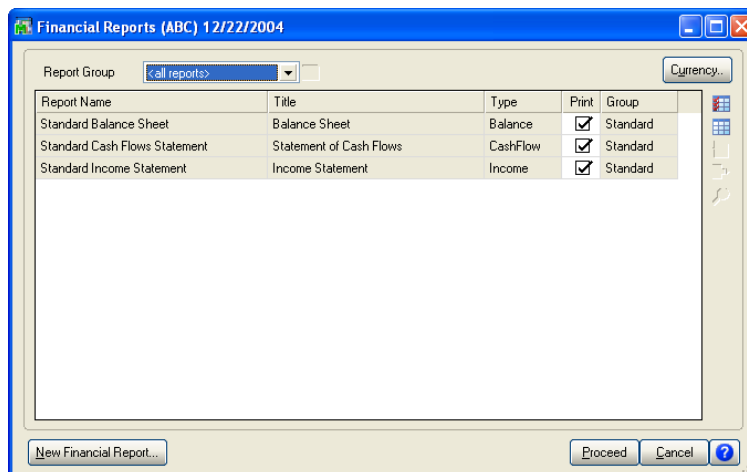 Financial Reports (ABC) 12/22/2004
Report Group <all reports> Currency..
Report Name Title Type Print Group
Standard Balance Sheet Balance Sheet Balance Standard
Standard Cash Flows Statement Statement of Cash Flows CashFlow Standard
Standard Income Statement Income Statement Income Standard
New Financial Report... Proceed Cancel ?